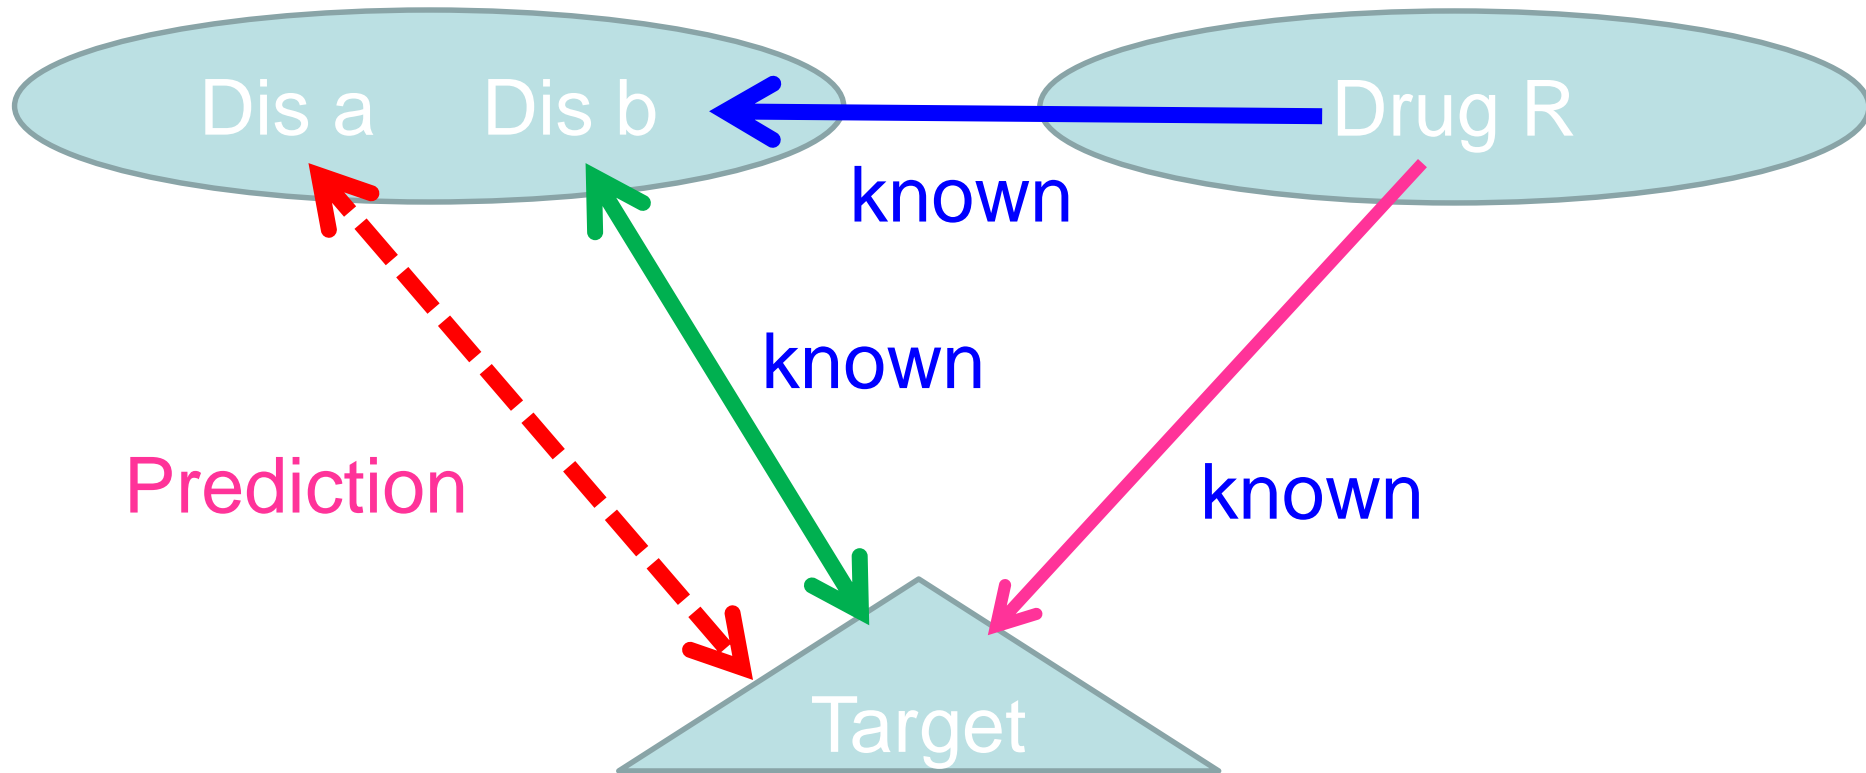 Dis a
Dis b
Drug R
known
known
Prediction
known
Target